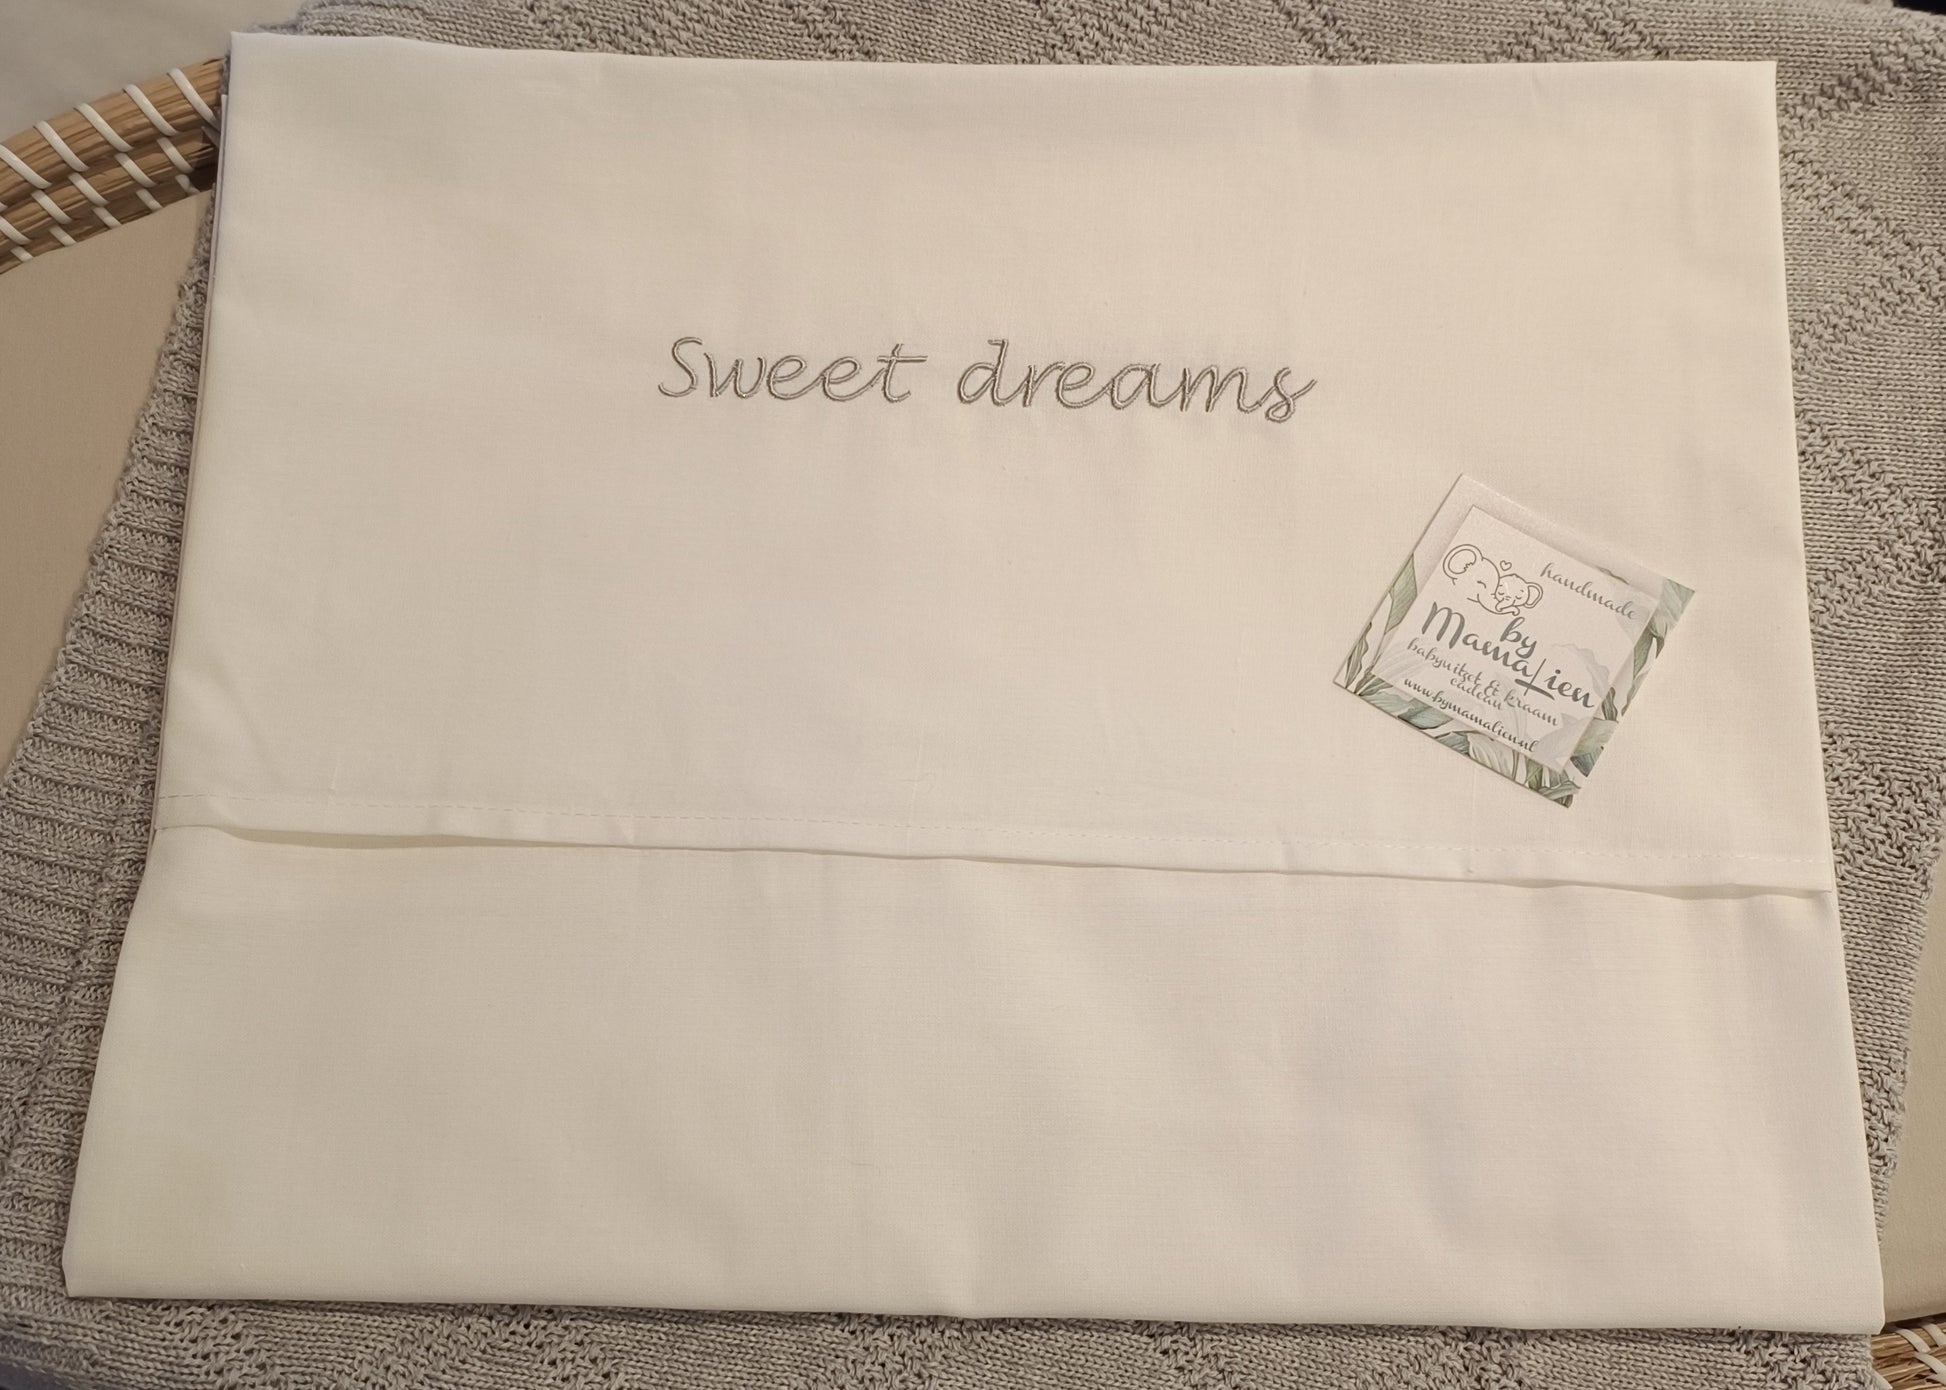 Sweet dreams
handmade
by
MamaLien
babyuitzet & kraam
cadeau
www.bymamalien.nl